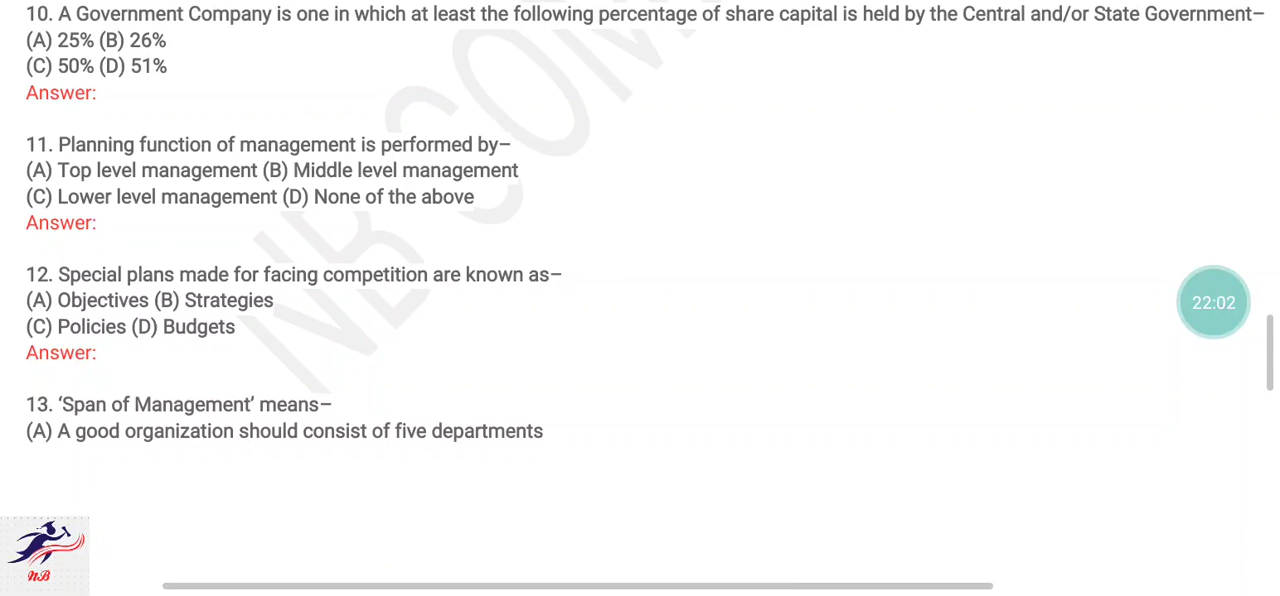 10. A Government Company is one in which at least the following percentage of share capital is held by the Central and/or State Government–
(A) 25% (B) 26%
(C) 50% (D) 51%
Answer:
11. Planning function of management is performed by–
(A) Top level management (B) Middle level management
(C) Lower level management (D) None of the above
Answer:
12. Special plans made for facing competition are known as–
(A) Objectives (B) Strategies
(C) Policies (D) Budgets
Answer:
13. ‘Span of Management’ means–
(A) A good organization should consist of five departments
22:02
NB COM
NB